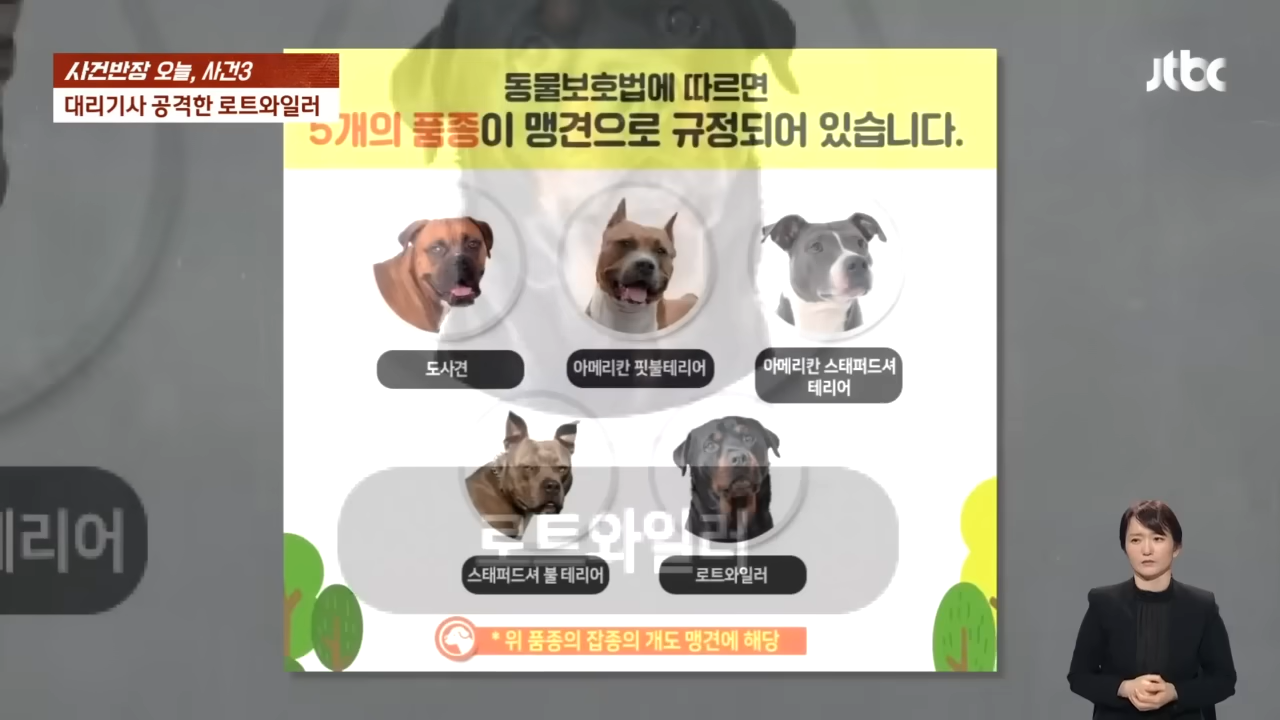 사건반장 오늘, 사건3
대리기사 공격한 로트와일러
jtbc
동물보호법에 따르면
5개의 품종이 맹견으로 규정되어 있습니다.
도사견
아메리칸 핏불테리어
아메리칸 스태퍼드셔
테리어
스태퍼드셔 불 테리어
로트와일러
로트와일러
테리어
* 위 품종의 잡종의 개도 맹견에 해당